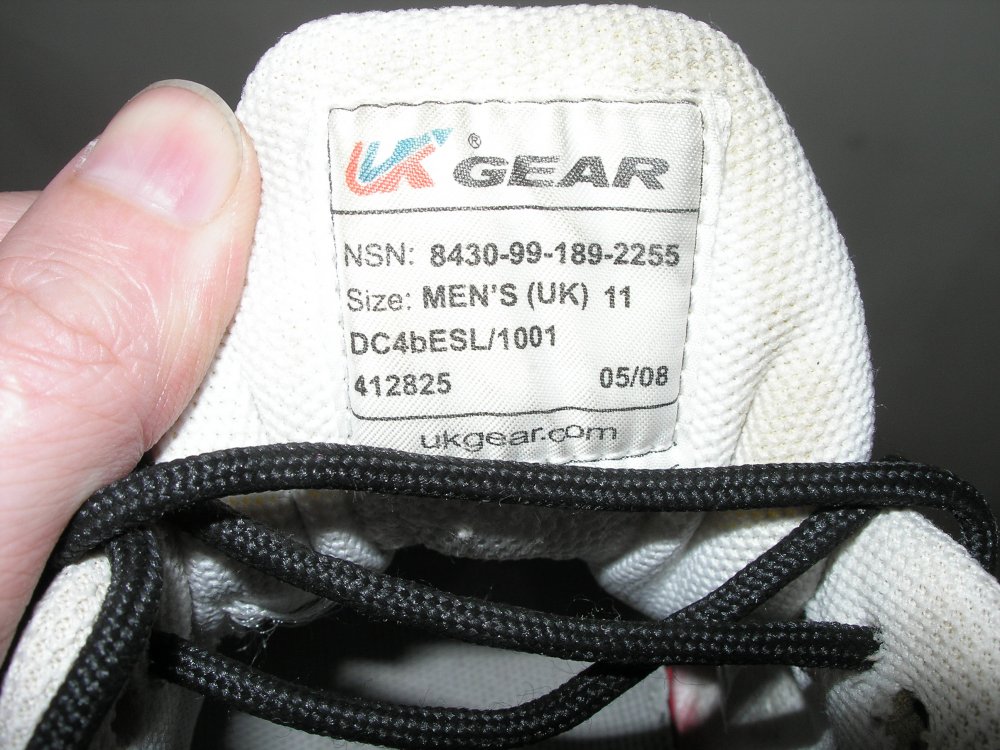 UK® GEAR
NSN: 8430-99-189-2255
Size: MEN'S (UK) 11
DC4bESL/1001
412825 05/08
ukgear.com